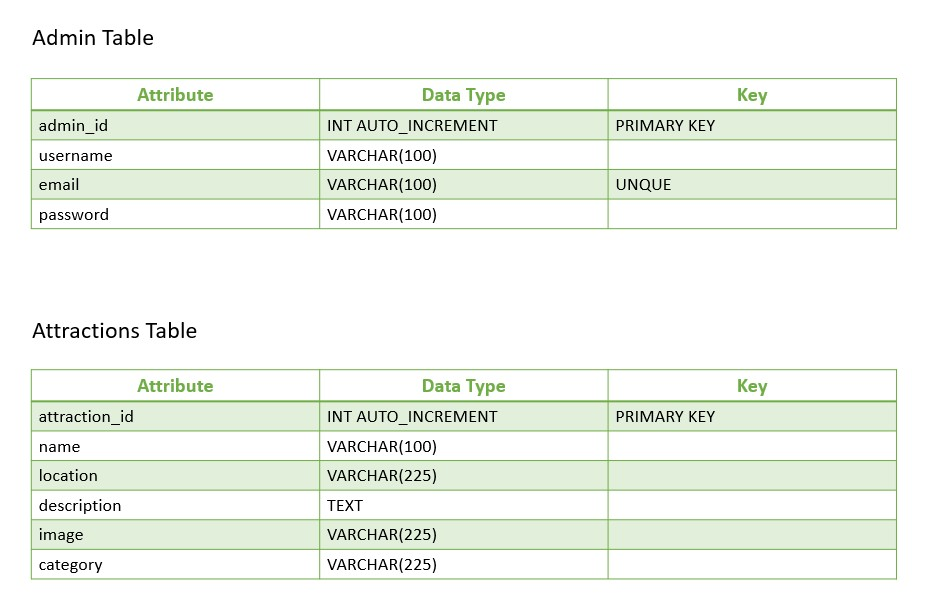 Admin Table
Attribute Data Type Key
admin_id INT AUTO_INCREMENT PRIMARY KEY
username VARCHAR(100)
email VARCHAR(100) UNQUE
password VARCHAR(100)
Attractions Table
Attribute Data Type Key
attraction_id INT AUTO_INCREMENT PRIMARY KEY
name VARCHAR(100)
location VARCHAR(225)
description TEXT
image VARCHAR(225)
category VARCHAR(225)